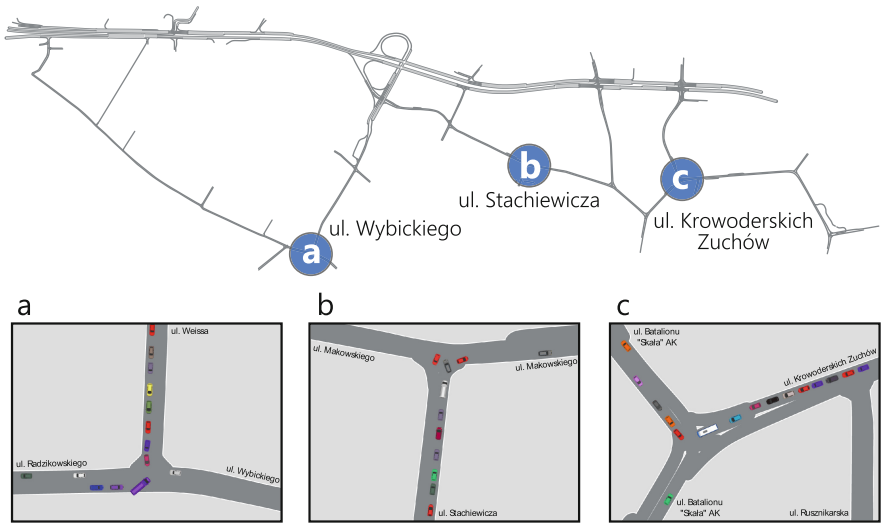 b
ul. Stachiewicza
c
ul. Wybickiego
ul. Krowoderskich
Zuchów
a
a
b
c
ul. Weissa
ul. Radzikowskiego
ul. Wybickiego
ul. Makowskiego
ul. Makowskiego
ul. Stachiewicza
ul. Batalionu
"Skała" AK
ul. Krowoderskich Zuchów
ul. Batalionu
"Skała" AK
ul. Rusznikarska